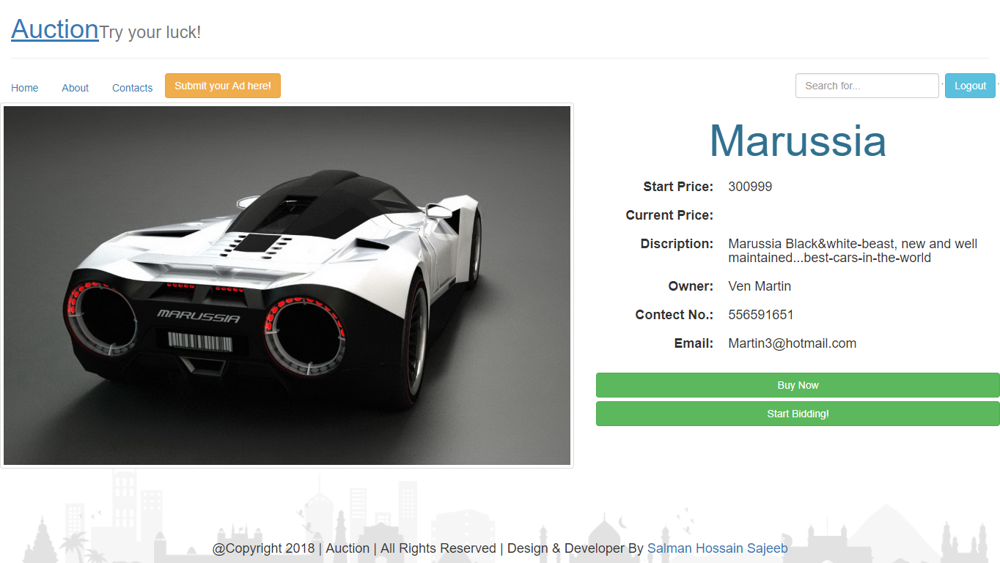 AuctionTry your luck!
Home About Contacts Submit your Ad here! Search for... Logout
Marussia
Start Price: 300999
Current Price:
Discription: Marussia Black&white-beast, new and well
maintained...best-cars-in-the-world
Owner: Ven Martin
Contect No.: 556591651
Email: Martin3@hotmail.com
Buy Now
Start Bidding!
MARUSSIA
@Copyright 2018 | Auction | All Rights Reserved | Design & Developer By Salman Hossain Sajeeb